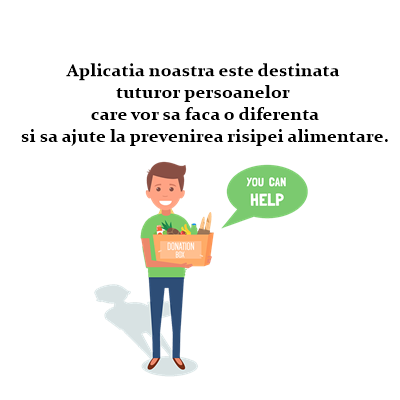 Aplicatia noastra este destinata
tuturor persoanelor
care vor sa faca o diferenta
si sa ajute la prevenirea risipei alimentare.
YOU CAN
HELP
DONATION
BOX